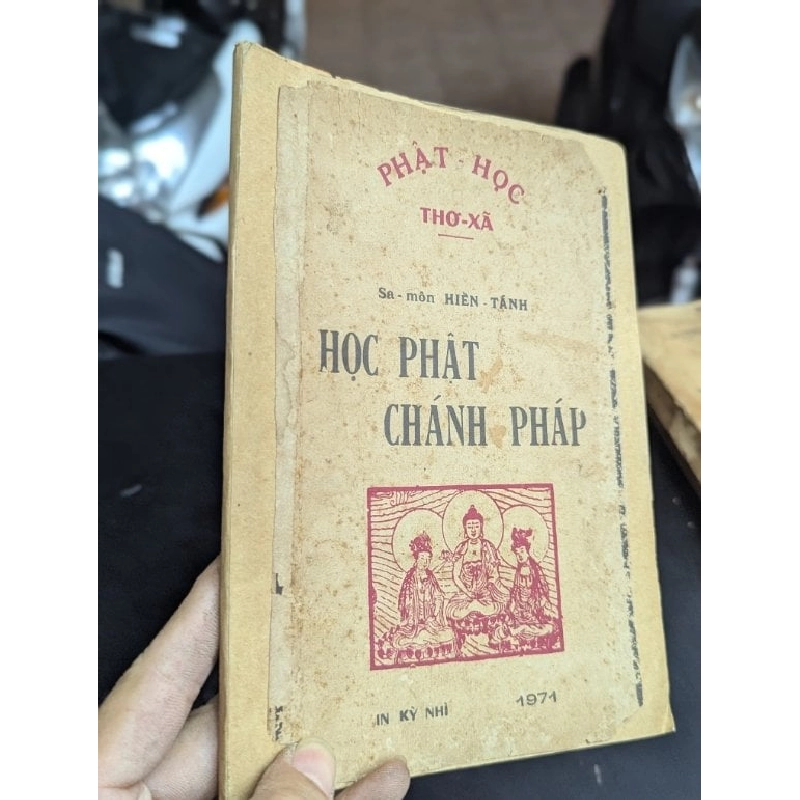 PHẬT - HỌC
THƠ-XÃ
Sa-môn HIỀN-TÁNH
HỌC PHẬT
CHÁNH PHÁP
IN KỲ NHÌ 1971